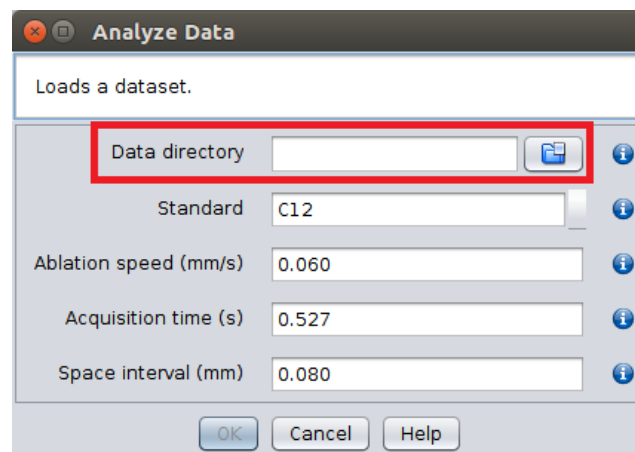 Analyze Data
Loads a dataset.
Data directory
Standard C12
Ablation speed (mm/s) 0.060
Acquisition time (s) 0.527
Space interval (mm) 0.080
OK Cancel Help